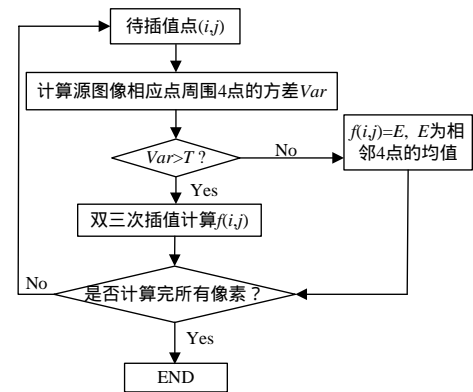 待插值点(i,j)
计算源图像相应点周围4点的方差Var
Var>T ?
No
f(i,j)=E, E为相
邻4点的均值
Yes
双三次插值计算f(i,j)
No
是否计算完所有像素？
Yes
END